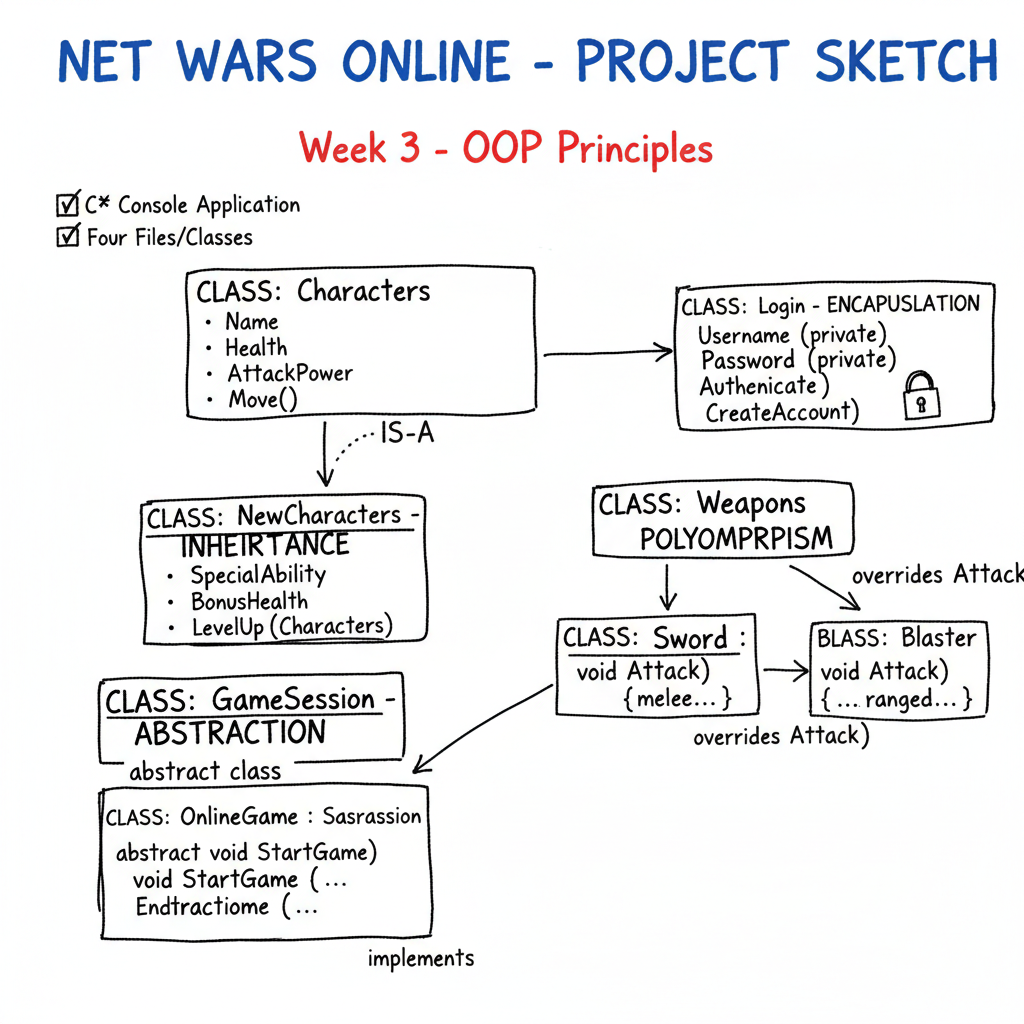 NET WARS ONLINE - PROJECT SKETCH
Week 3 - OOP Principles
C* Console Application
Four Files/Classes
CLASS: Characters
· Name
· Health
· AttackPower
· Move()
CLASS: Login - ENCAPUSLATION
Username (private)
Password (private)
Authenicate)
CreateAccount)
IS-A
CLASS: NewCharacters -
INHEIRTANCE
· SpecialAbility
· BonusHealth
· LevelUp (Characters)
CLASS: Weapons
POLYOMPRPISM
overrides Attack
CLASS: Sword :
void Attack)
{melee... }
BLASS: Blaster
void Attack)
{... ranged... }
overrides Attack)
CLASS: GameSession -
ABSTRACTION
abstract class
CLASS: OnlineGame : Sasrassion
abstract void StartGame)
void StartGame (...
Endtractiome (...
implements